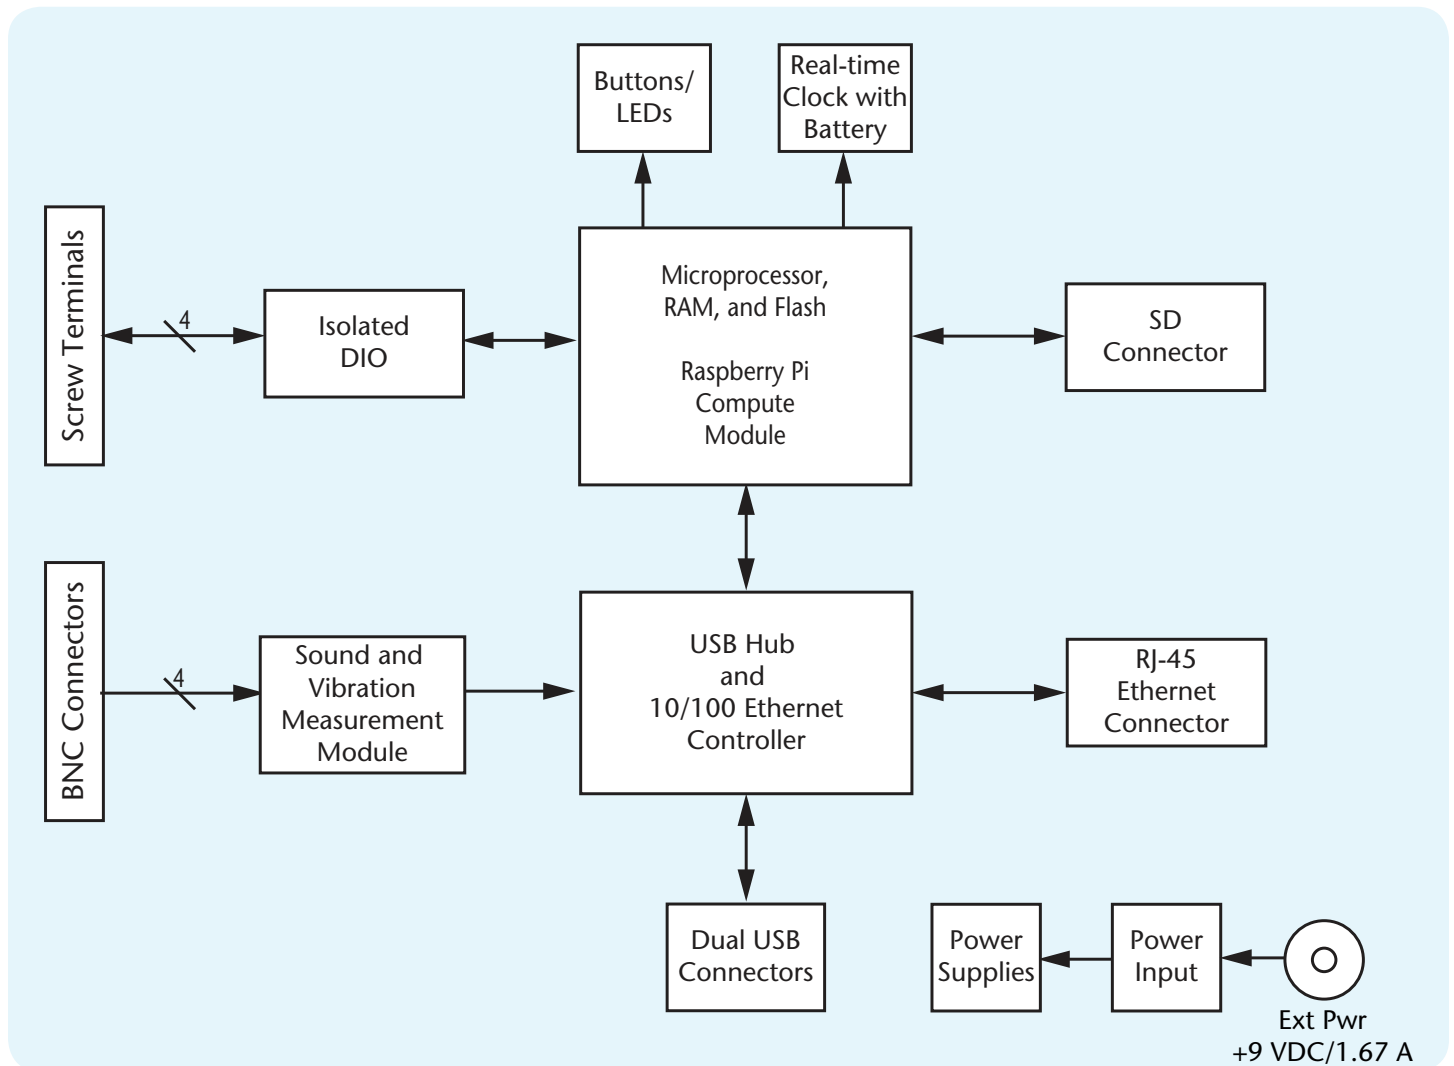 Buttons/
LEDs
Real-time
Clock with
Battery
Screw Terminals
4
Isolated
DIO
Microprocessor,
RAM, and Flash
Raspberry Pi
Compute
Module
SD
Connector
BNC Connectors
4
Sound and
Vibration
Measurement
Module
USB Hub
and
10/100 Ethernet
Controller
RJ-45
Ethernet
Connector
Dual USB
Connectors
Power
Supplies
Power
Input
Ext Pwr
+9 VDC/1.67 A